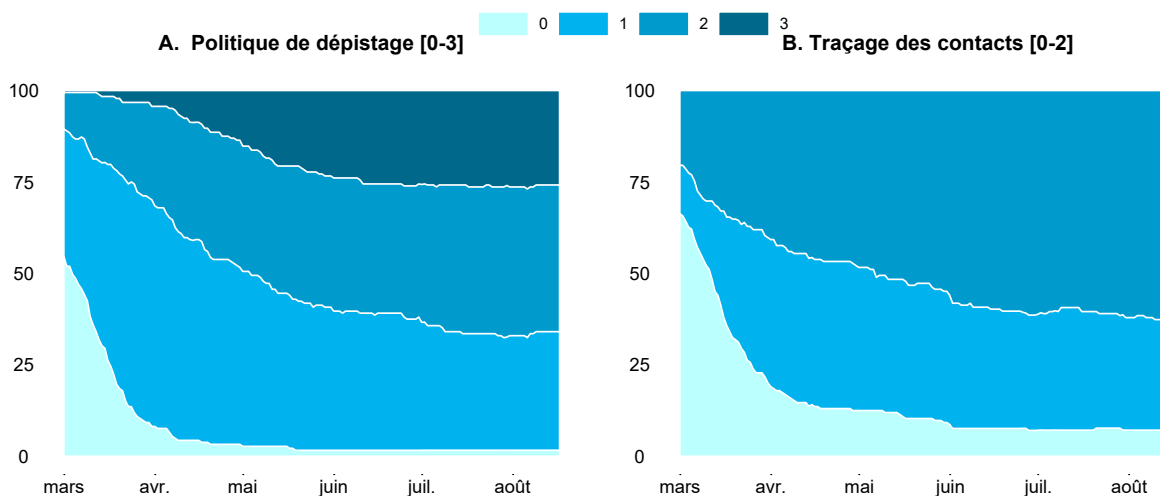 0 1 2 3
A. Politique de dépistage [0-3]
B. Traçage des contacts [0-2]
100
75
50
25
0
mars avr. mai juin juil. août
100
75
50
25
0
mars avr. mai juin juil. août